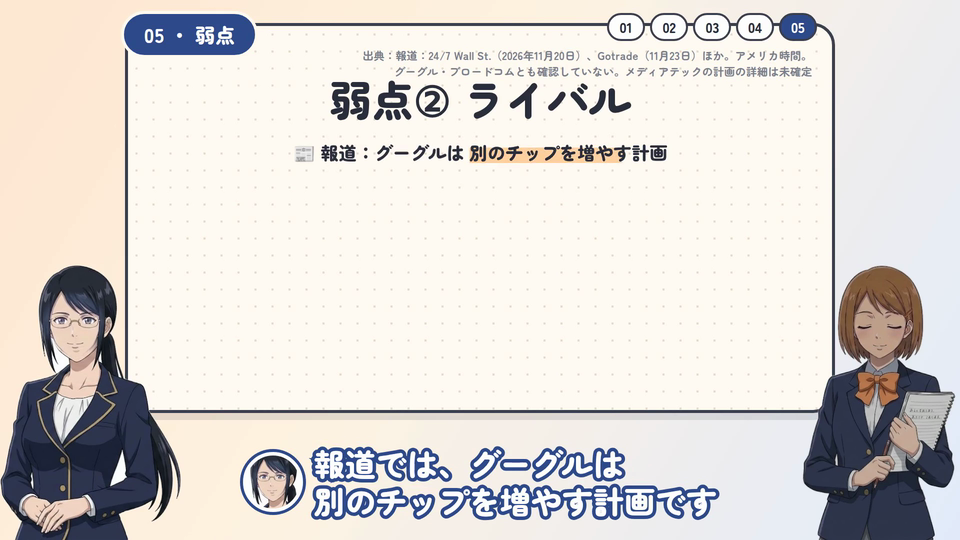 05 ・ 弱点
01 02 03 04 05
出典：報道：24/7 Wall St.（2026年11月20日）、Gotrade（11月23日）ほか。アメリカ時間。
グーグル・ブロードコムとも確認していない。メディアテックの計画の詳細は未確定
弱点② ライバル
報道：グーグルは 別のチップを増やす計画
報道では、グーグルは
別のチップを増やす計画です